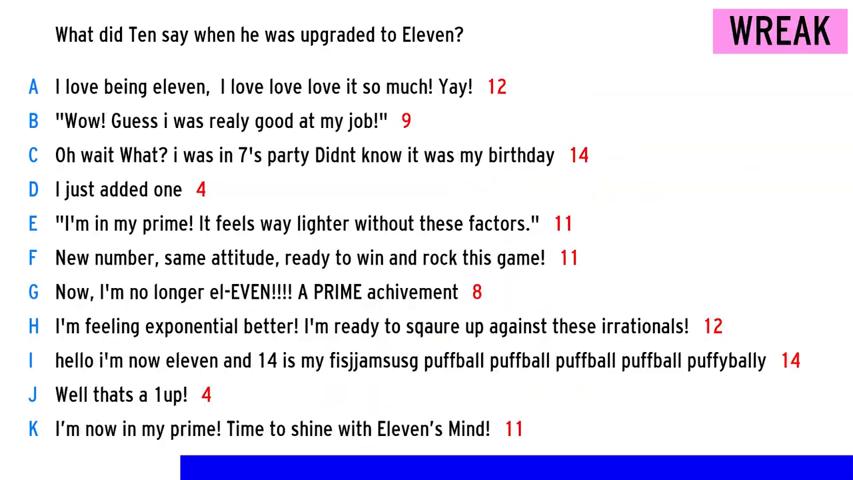 What did Ten say when he was upgraded to Eleven?
WREAK
A I love being eleven, I love love love it so much! Yay! 12
B "Wow! Guess i was realy good at my job!" 9
C Oh wait What? i was in 7's party Didnt know it was my birthday 14
D I just added one 4
E "I'm in my prime! It feels way lighter without these factors." 11
F New number, same attitude, ready to win and rock this game! 11
G Now, I'm no longer el-EVEN!!!! A PRIME achivement 8
H I'm feeling exponential better! I'm ready to sqaure up against these irrationals! 12
I hello i'm now eleven and 14 is my fisjjamsusg puffball puffball puffball puffball puffybally 14
J Well thats a 1up! 4
K I’m now in my prime! Time to shine with Eleven’s Mind! 11